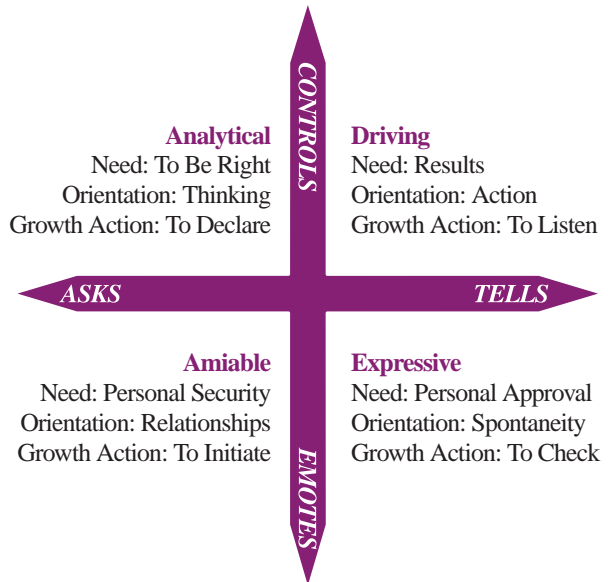 CONTROLS
Analytical
Need: To Be Right
Orientation: Thinking
Growth Action: To Declare
Driving
Need: Results
Orientation: Action
Growth Action: To Listen
ASKS
TELLS
Amiable
Need: Personal Security
Orientation: Relationships
Growth Action: To Initiate
Expressive
Need: Personal Approval
Orientation: Spontaneity
Growth Action: To Check
EMOTES